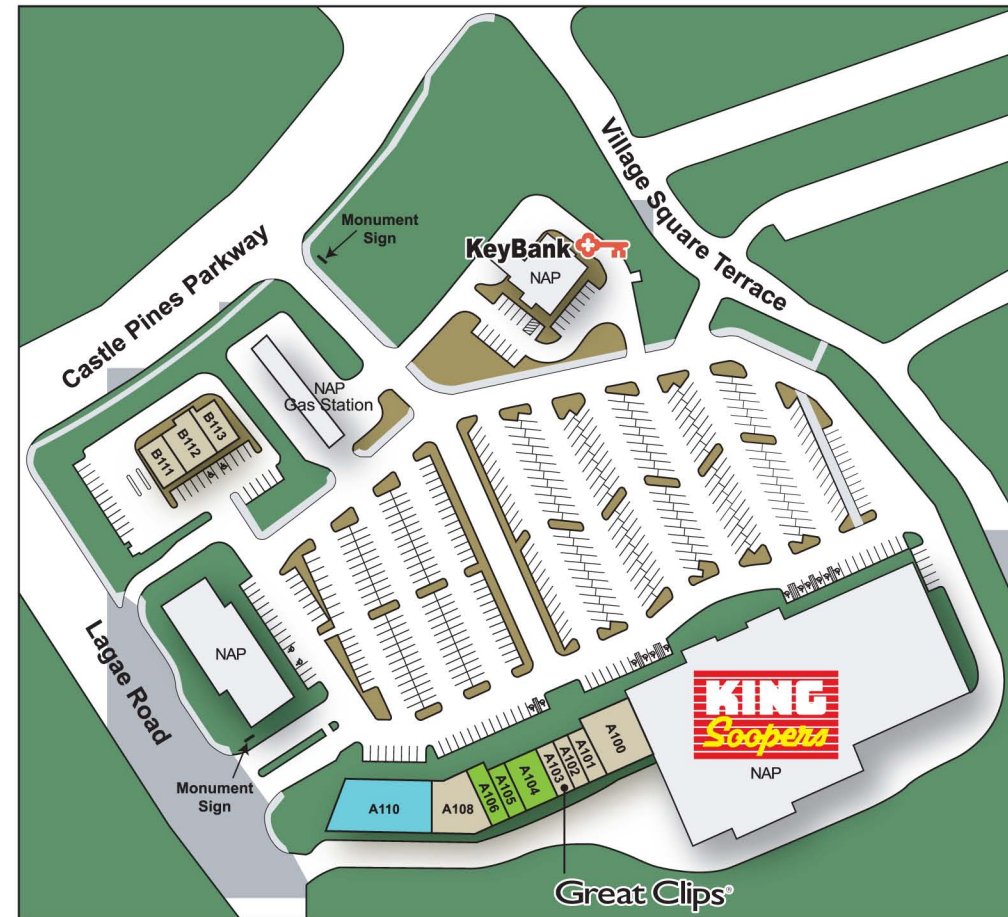 Village Square Terrace
Castle Pines Parkway
Monument
Sign
KeyBank
NAP
NAP
Gas Station
B111
B112
B113
Lagae Road
NAP
Monument
Sign
KING
Soopers
NAP
A100
A101
A102
A103
A104
A105
A106
A108
A110
Great Clips®